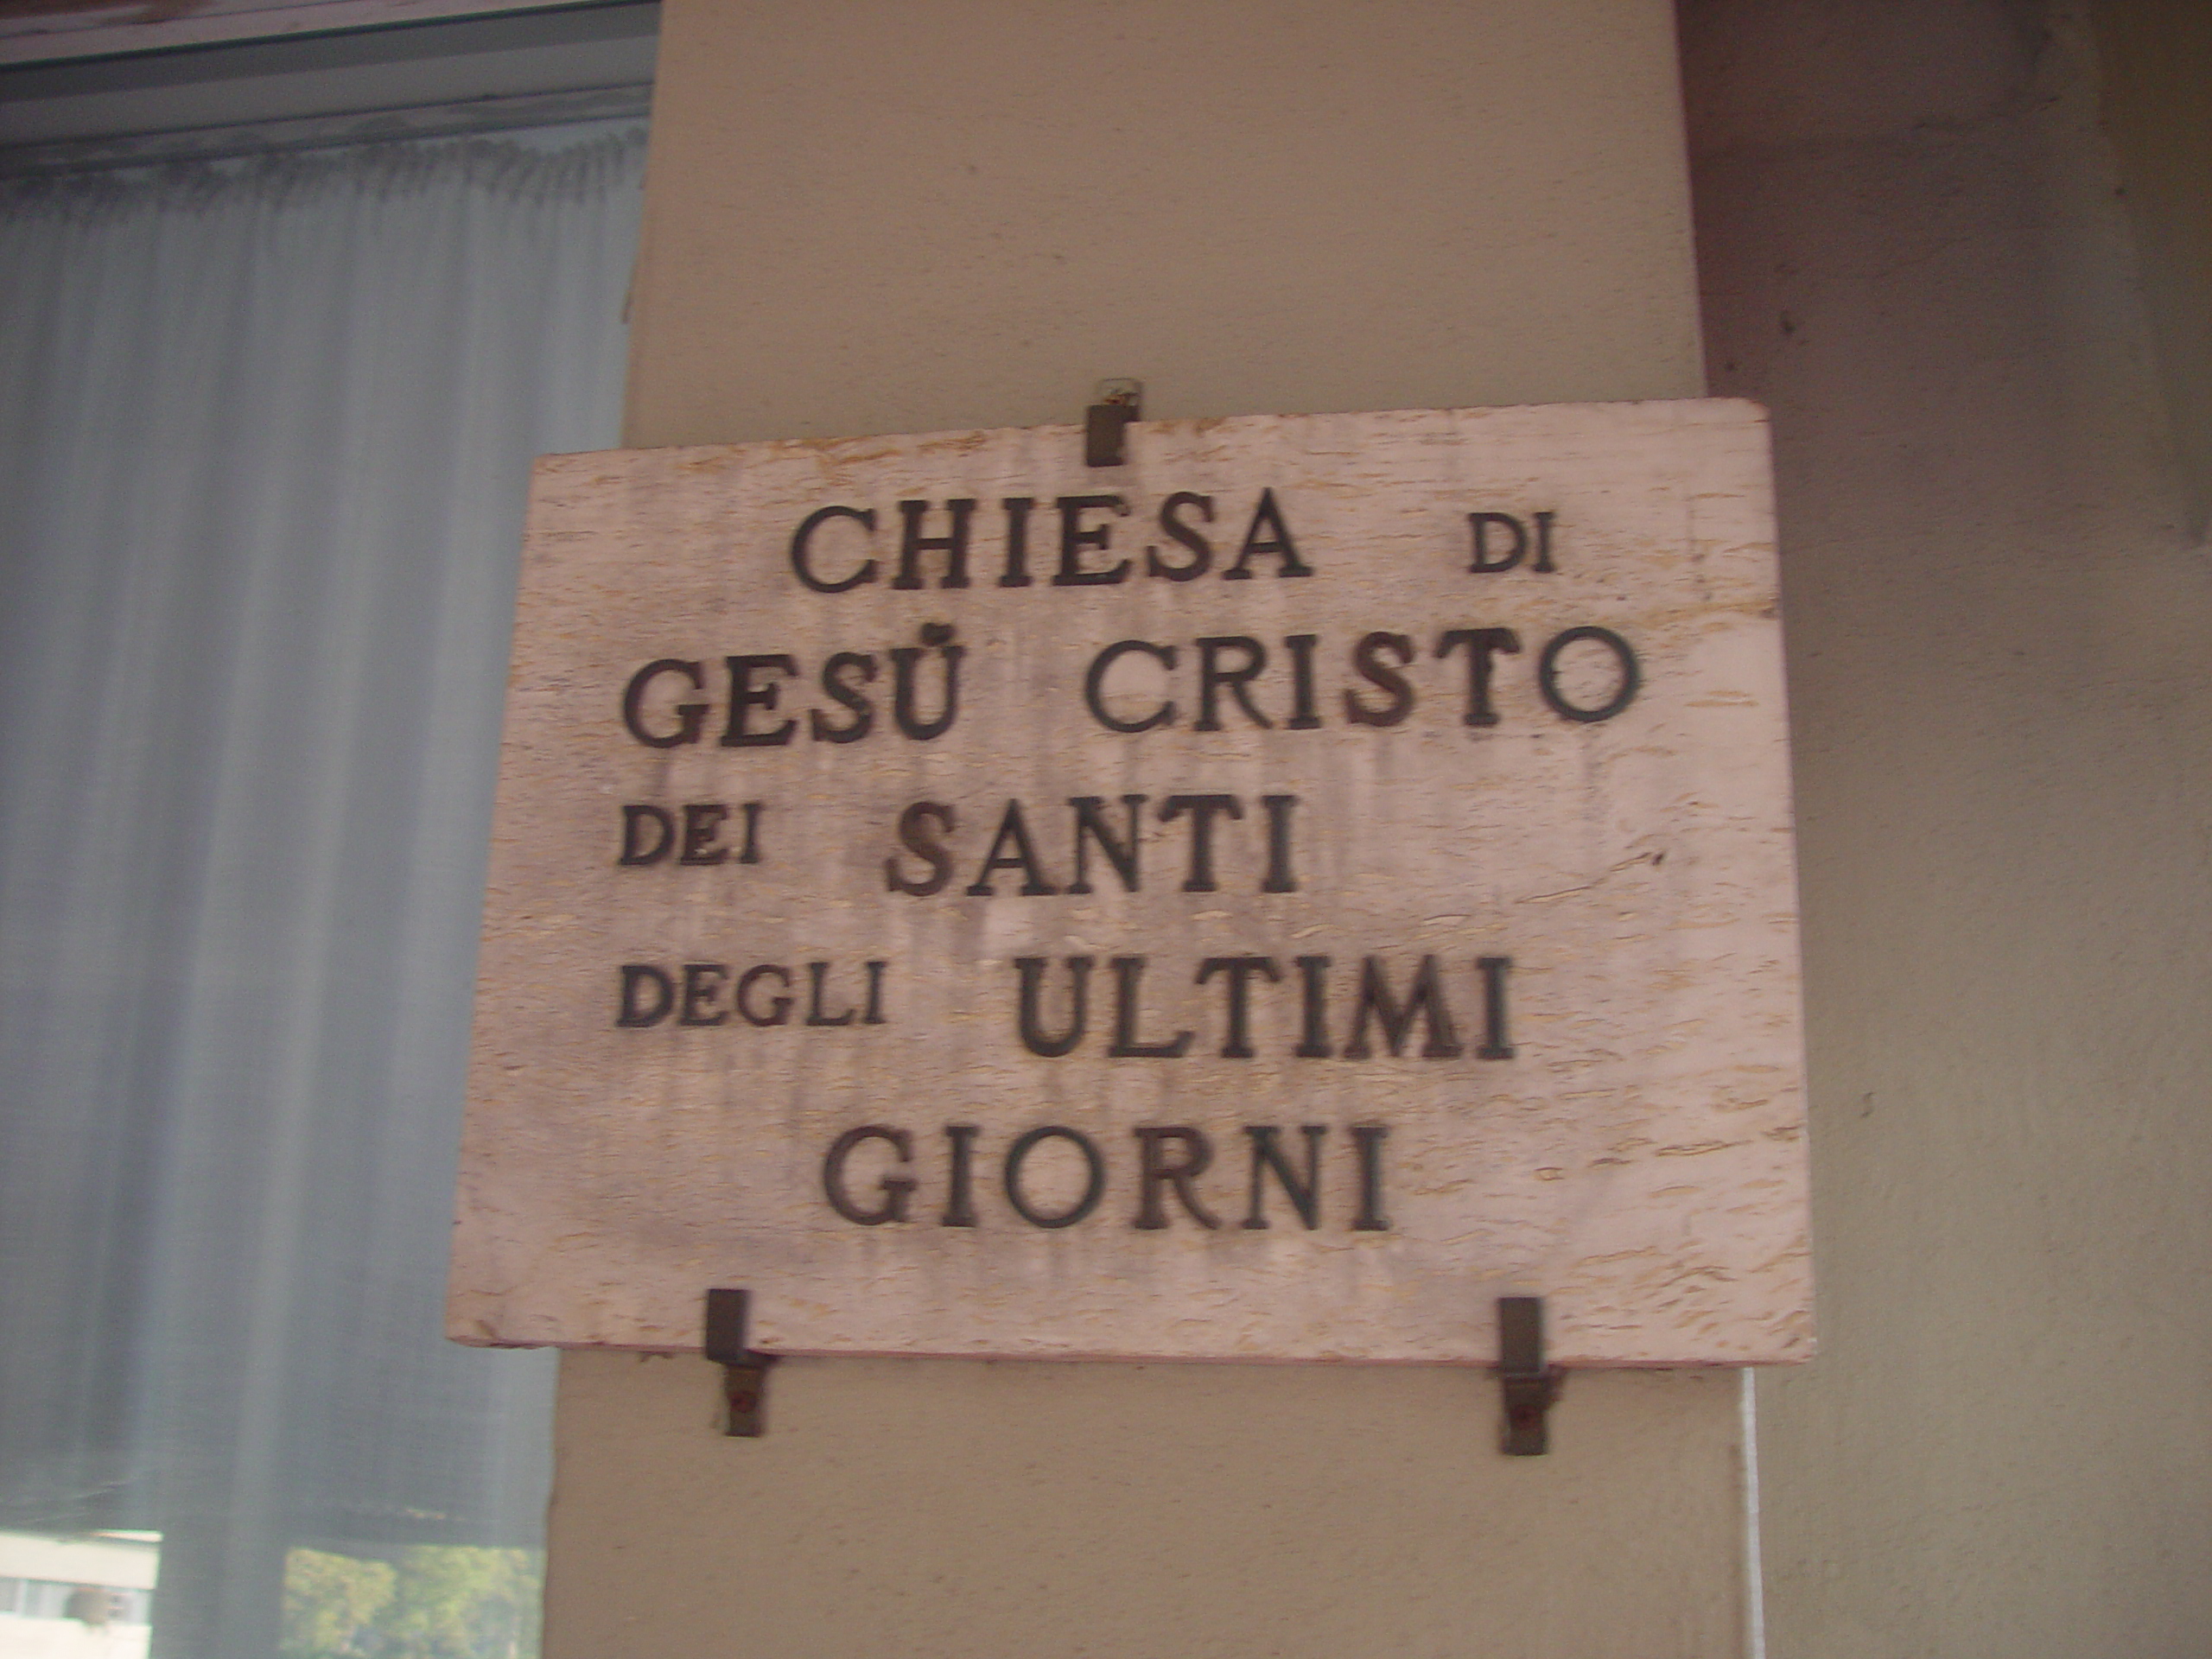 CHIESA DI
GESÙ CRISTO
DEI SANTI
DEGLI ULTIMI
GIORNI